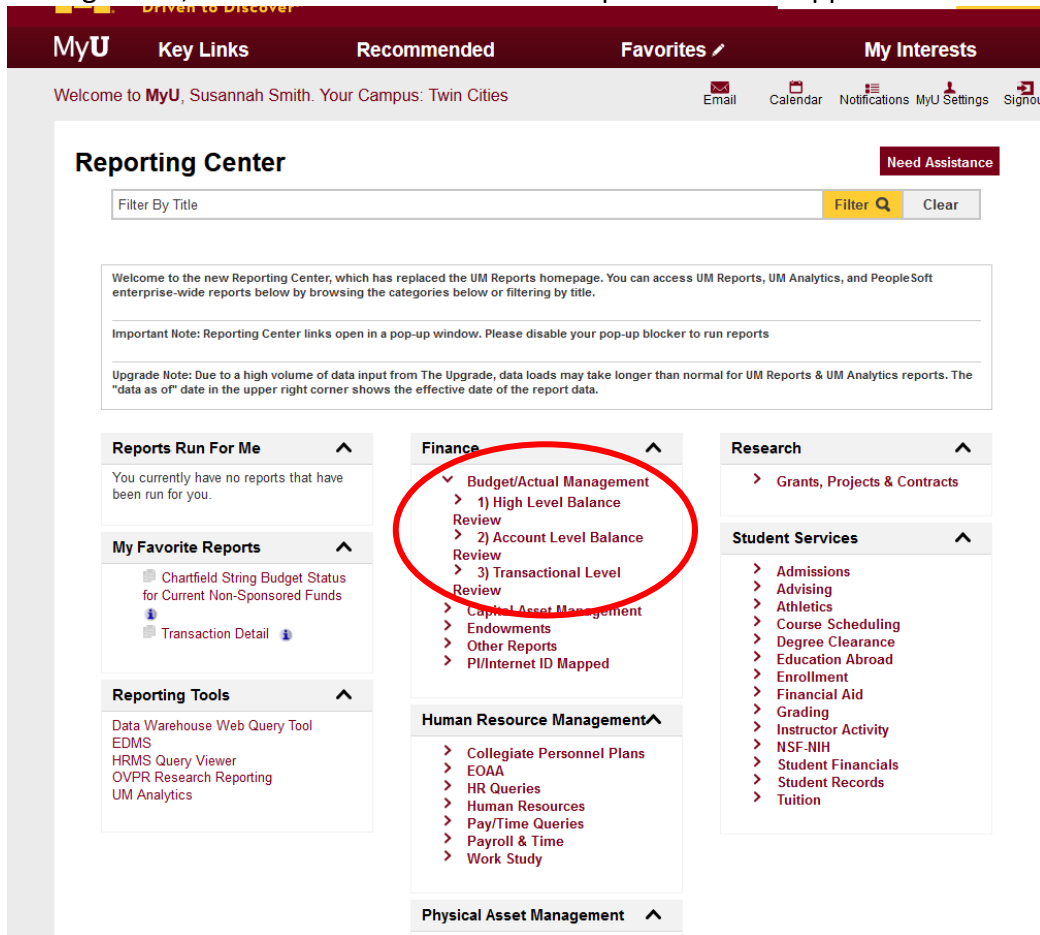 Driven to Discover
MyU Key Links Recommended Favorites My Interests
Welcome to MyU, Susannah Smith. Your Campus: Twin Cities
Email Calendar Notifications MyU Settings Signou
Reporting Center
Need Assistance
Filter By Title
Filter Clear
Welcome to the new Reporting Center, which has replaced the UM Reports homepage. You can access UM Reports, UM Analytics, and PeopleSoft
enterprise-wide reports below by browsing the categories below or filtering by title.
Important Note: Reporting Center links open in a pop-up window. Please disable your pop-up blocker to run reports
Upgrade Note: Due to a high volume of data input from The Upgrade, data loads may take longer than normal for UM Reports & UM Analytics reports. The
"data as of" date in the upper right corner shows the effective date of the report data.
Reports Run For Me
You currently have no reports that have
been run for you.
My Favorite Reports
Chartfield String Budget Status
for Current Non-Sponsored Funds
Transaction Detail
Reporting Tools
Data Warehouse Web Query Tool
EDMS
HRMS Query Viewer
OVPR Research Reporting
UM Analytics
Finance
Budget/Actual Management
1) High Level Balance
Review
2) Account Level Balance
Review
3) Transactional Level
Review
Capital Asset Management
Endowments
Other Reports
PI/Internet ID Mapped
Human Resource Management
Collegiate Personnel Plans
EOAA
HR Queries
Human Resources
Pay/Time Queries
Payroll & Time
Work Study
Physical Asset Management
Research
Grants, Projects & Contracts
Student Services
Admissions
Advising
Athletics
Course Scheduling
Degree Clearance
Education Abroad
Enrollment
Financial Aid
Grading
Instructor Activity
NSF-NIH
Student Financials
Student Records
Tuition